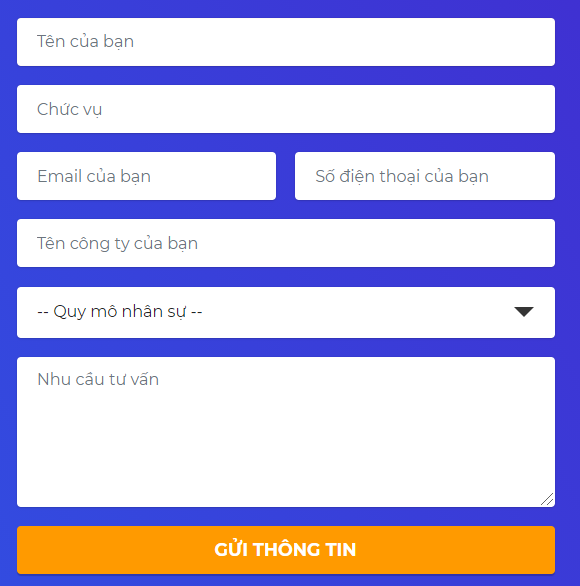 Tên của bạn
Chức vụ
Email của bạn
Số điện thoại của bạn
Tên công ty của bạn
-- Quy mô nhân sự --
Nhu cầu tư vấn
GỬI THÔNG TIN